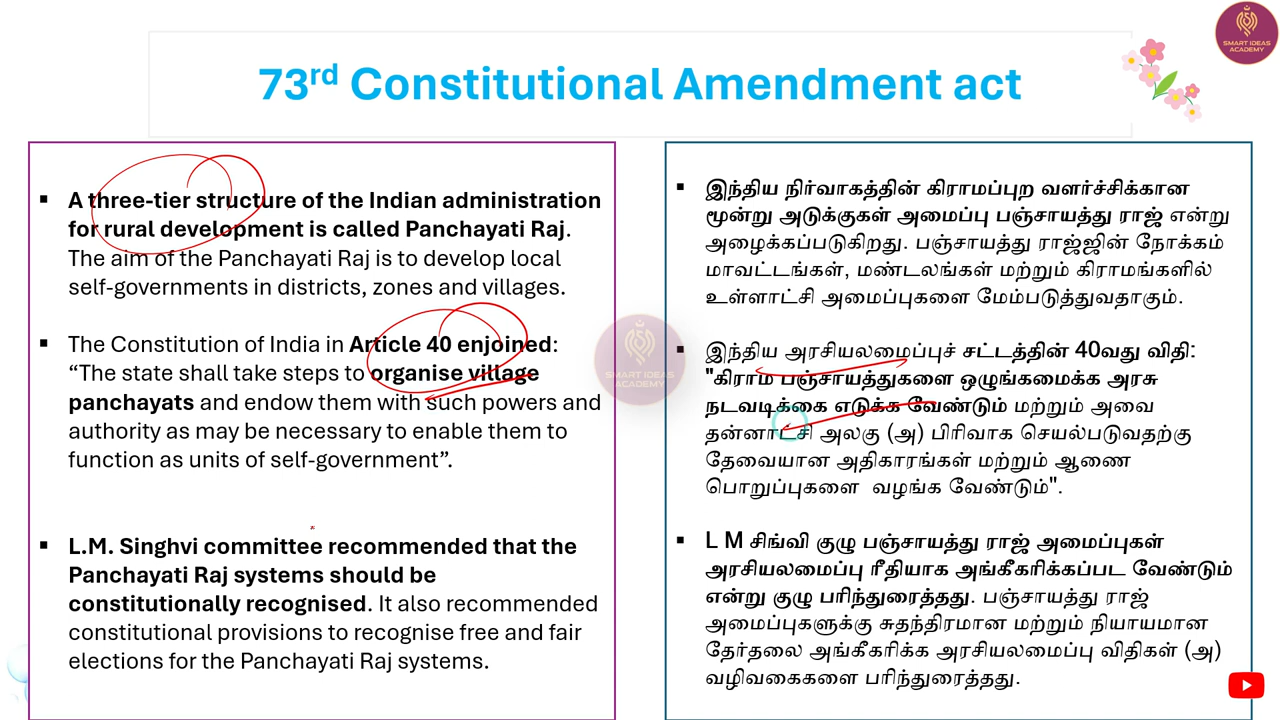 SMART IDEAS
ACADEMY
73rd Constitutional Amendment act
▪ A three-tier structure of the Indian administration
for rural development is called Panchayati Raj.
The aim of the Panchayati Raj is to develop local
self-governments in districts, zones and villages.
▪ The Constitution of India in Article 40 enjoined:
“The state shall take steps to organise village
panchayats and endow them with such powers and
authority as may be necessary to enable them to
function as units of self-government”.
▪ L.M. Singhvi committee recommended that the
Panchayati Raj systems should be
constitutionally recognised. It also recommended
constitutional provisions to recognise free and fair
elections for the Panchayati Raj systems.
▪ இந்திய நிர்வாகத்தின் கிராமப்புற வளர்ச்சிக்கான
மூன்று அடுக்குகள் அமைப்பு பஞ்சாயத்து ராஜ் என்று
அழைக்கப்படுகிறது. பஞ்சாயத்து ராஜ்ஜின் நோக்கம்
மாவட்டங்கள், மண்டலங்கள் மற்றும் கிராமங்களில்
உள்ளாட்சி அமைப்புகளை மேம்படுத்துவதாகும்.
▪ இந்திய அரசியலமைப்புச் சட்டத்தின் 40வது விதி:
"கிராம பஞ்சாயத்துகளை ஒழுங்கமைக்க அரசு
நடவடிக்கை எடுக்க வேண்டும் மற்றும் அவை
தன்னாட்சி அலகு (அ) பிரிவாக செயல்படுவதற்கு
தேவையான அதிகாரங்கள் மற்றும் ஆணை
பொறுப்புகளை வழங்க வேண்டும்".
▪ L M சிங்வி குழு பஞ்சாயத்து ராஜ் அமைப்புகள்
அரசியலமைப்பு ரீதியாக அங்கீகரிக்கப்பட வேண்டும்
என்று குழு பரிந்துரைத்தது. பஞ்சாயத்து ராஜ்
அமைப்புகளுக்கு சுதந்திரமான மற்றும் நியாயமான
தேர்தலை அங்கீகரிக்க அரசியலமைப்பு விதிகள் (அ)
வழிவகைகளை பரிந்துரைத்தது.
SMART IDEAS
ACADEMY